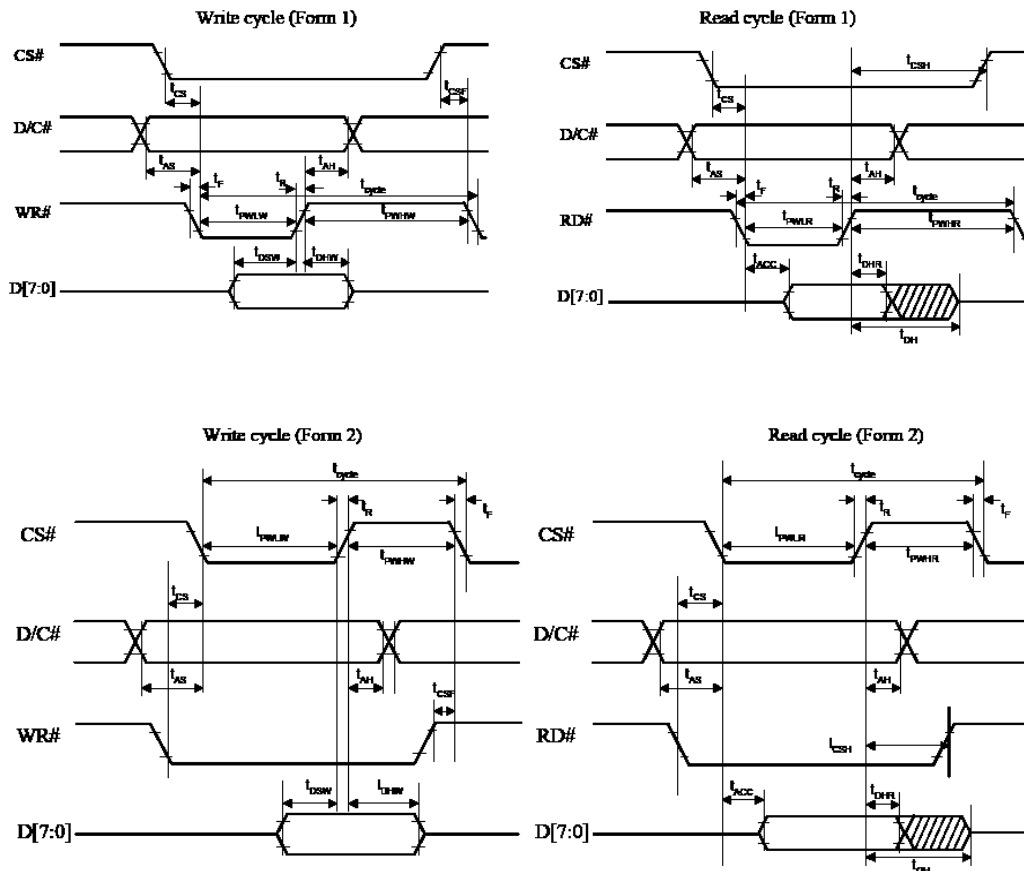 Write cycle (Form 1)
CS#
tCS
tCSF
D/C#
tAS
tAH
tF
tR
tcycle
WR#
tPWLW
tPWHW
tDSW
tDHW
D[7:0]
Read cycle (Form 1)
CS#
tCSH
tCS
D/C#
tAS
tAH
tF
tR
tcycle
RD#
tPWLR
tPWHR
tACC
tDHR
D[7:0]
tDH
Write cycle (Form 2)
tcycle
tR
tF
CS#
tPWLW
tPWHW
tCS
D/C#
tAS
tAH
tCSF
WR#
tDSW
tDHW
D[7:0]
Read cycle (Form 2)
tcycle
tR
tF
CS#
tPWLR
tPWHR
tCS
D/C#
tAS
tAH
RD#
tCSH
tACC
tDHR
D[7:0]
tDH